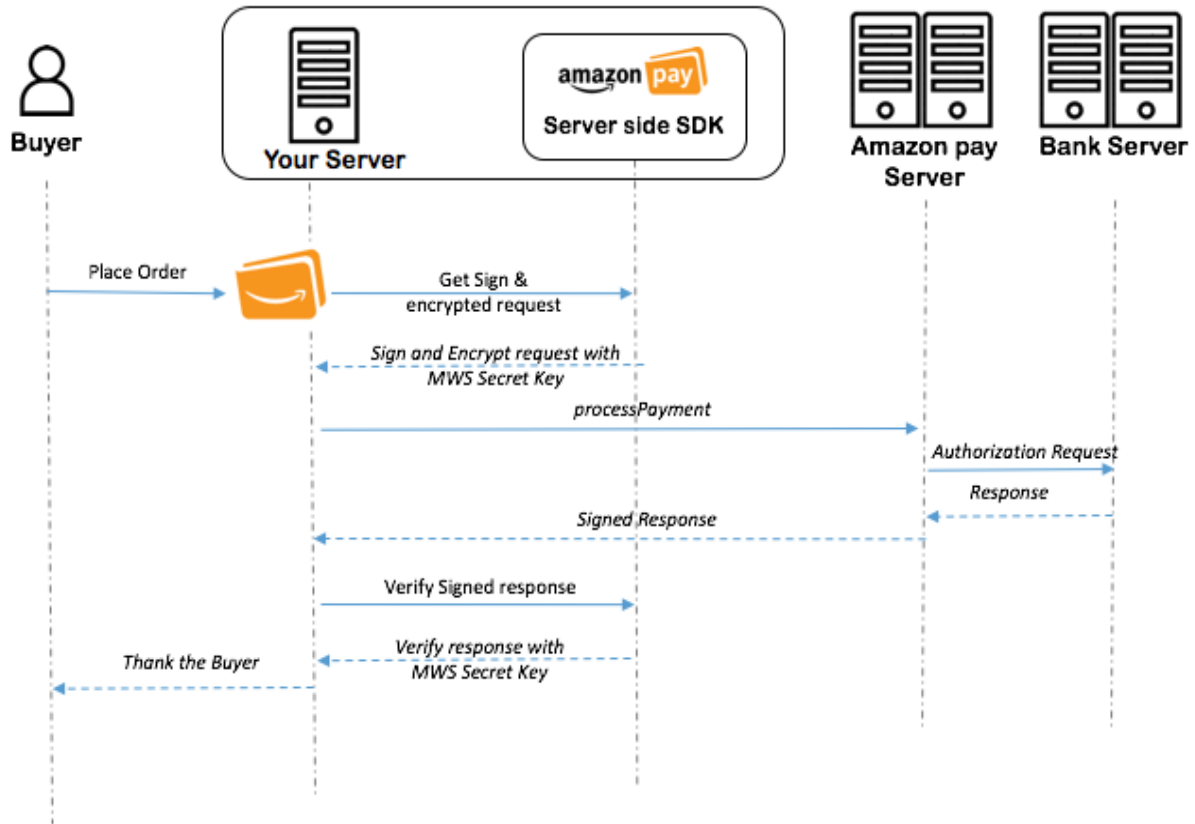 amazon pay
Server side SDK
Buyer
Your Server
Amazon pay
Server
Bank Server
Place Order
Get Sign &
encrypted request
Sign and Encrypt request with
MWS Secret Key
processPayment
Authorization Request
Response
Signed Response
Verify Signed response
Verify response with
MWS Secret Key
Thank the Buyer